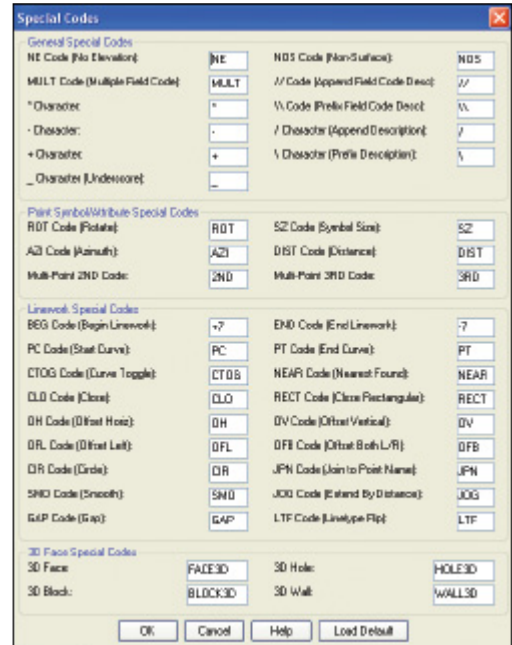 Special Codes
General Special Codes
NE Code (No Elevation): NE NOS Code (Non-Surface): NOS
MULT Code (Multiple Field Code): MULT // Code (Append Field Code Desc): //
* Character: * \\ Code (Prefix Field Code Desc): \\
- Character: - / Character (Append Description): /
+ Character: + \ Character (Prefix Description): \
_ Character (Underscore): _
Point Symbol/Attribute Special Codes
ROT Code (Rotate): ROT SZ Code (Symbol Size): SZ
AZI Code (Azimuth): AZI DIST Code (Distance): DIST
Multi-Point 2ND Code: 2ND Multi-Point 3RD Code: 3RD
Linework Special Codes
BEG Code (Begin Linework): +7 END Code (End Linework): -7
PC Code (Start Curve): PC PT Code (End Curve): PT
CTOG Code (Curve Toggle): CTOG NEAR Code (Nearest Found): NEAR
CLO Code (Close): CLO RECT Code (Close Rectangular): RECT
OH Code (Offset Horiz): OH OV Code (Offset Vertical): OV
OFL Code (Offset Left): OFL OFB Code (Offset Both L/R): OFB
CIR Code (Circle): CIR JPN Code (Join to Point Name): JPN
SMO Code (Smooth): SMO JOG Code (Extend By Distance): JOG
GAP Code (Gap): GAP LTF Code (Linetype Flip): LTF
3D Face Special Codes
3D Face: FACE3D 3D Hole: HOLE3D
3D Block: BLOCK3D 3D Wall: WALL3D
OK Cancel Help Load Default